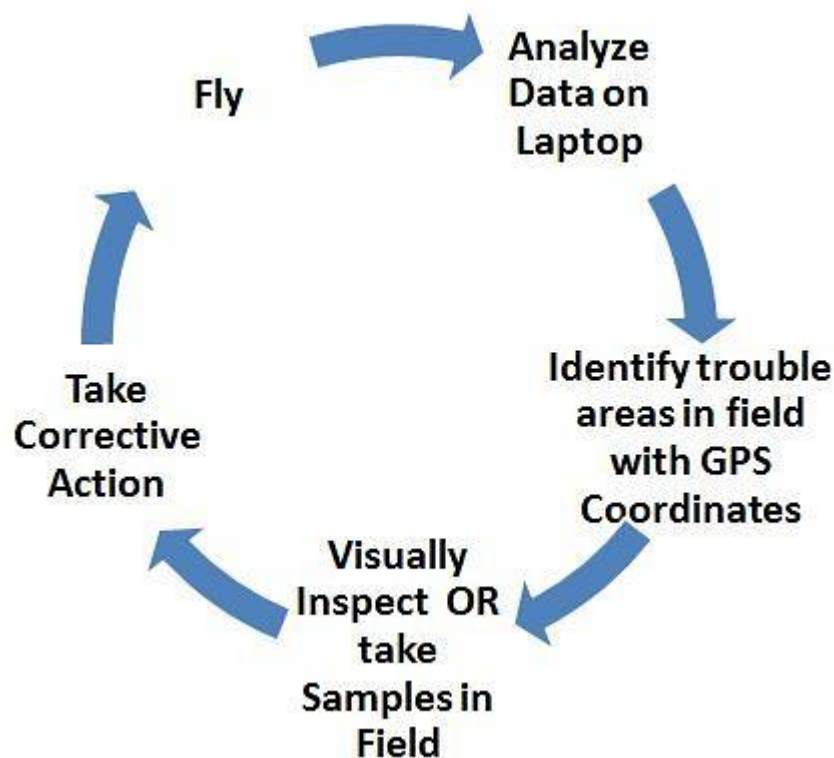 Fly
Analyze
Data on
Laptop
Identify trouble
areas in field
with GPS
Coordinates
Visually
Inspect OR
take
Samples in
Field
Take
Corrective
Action